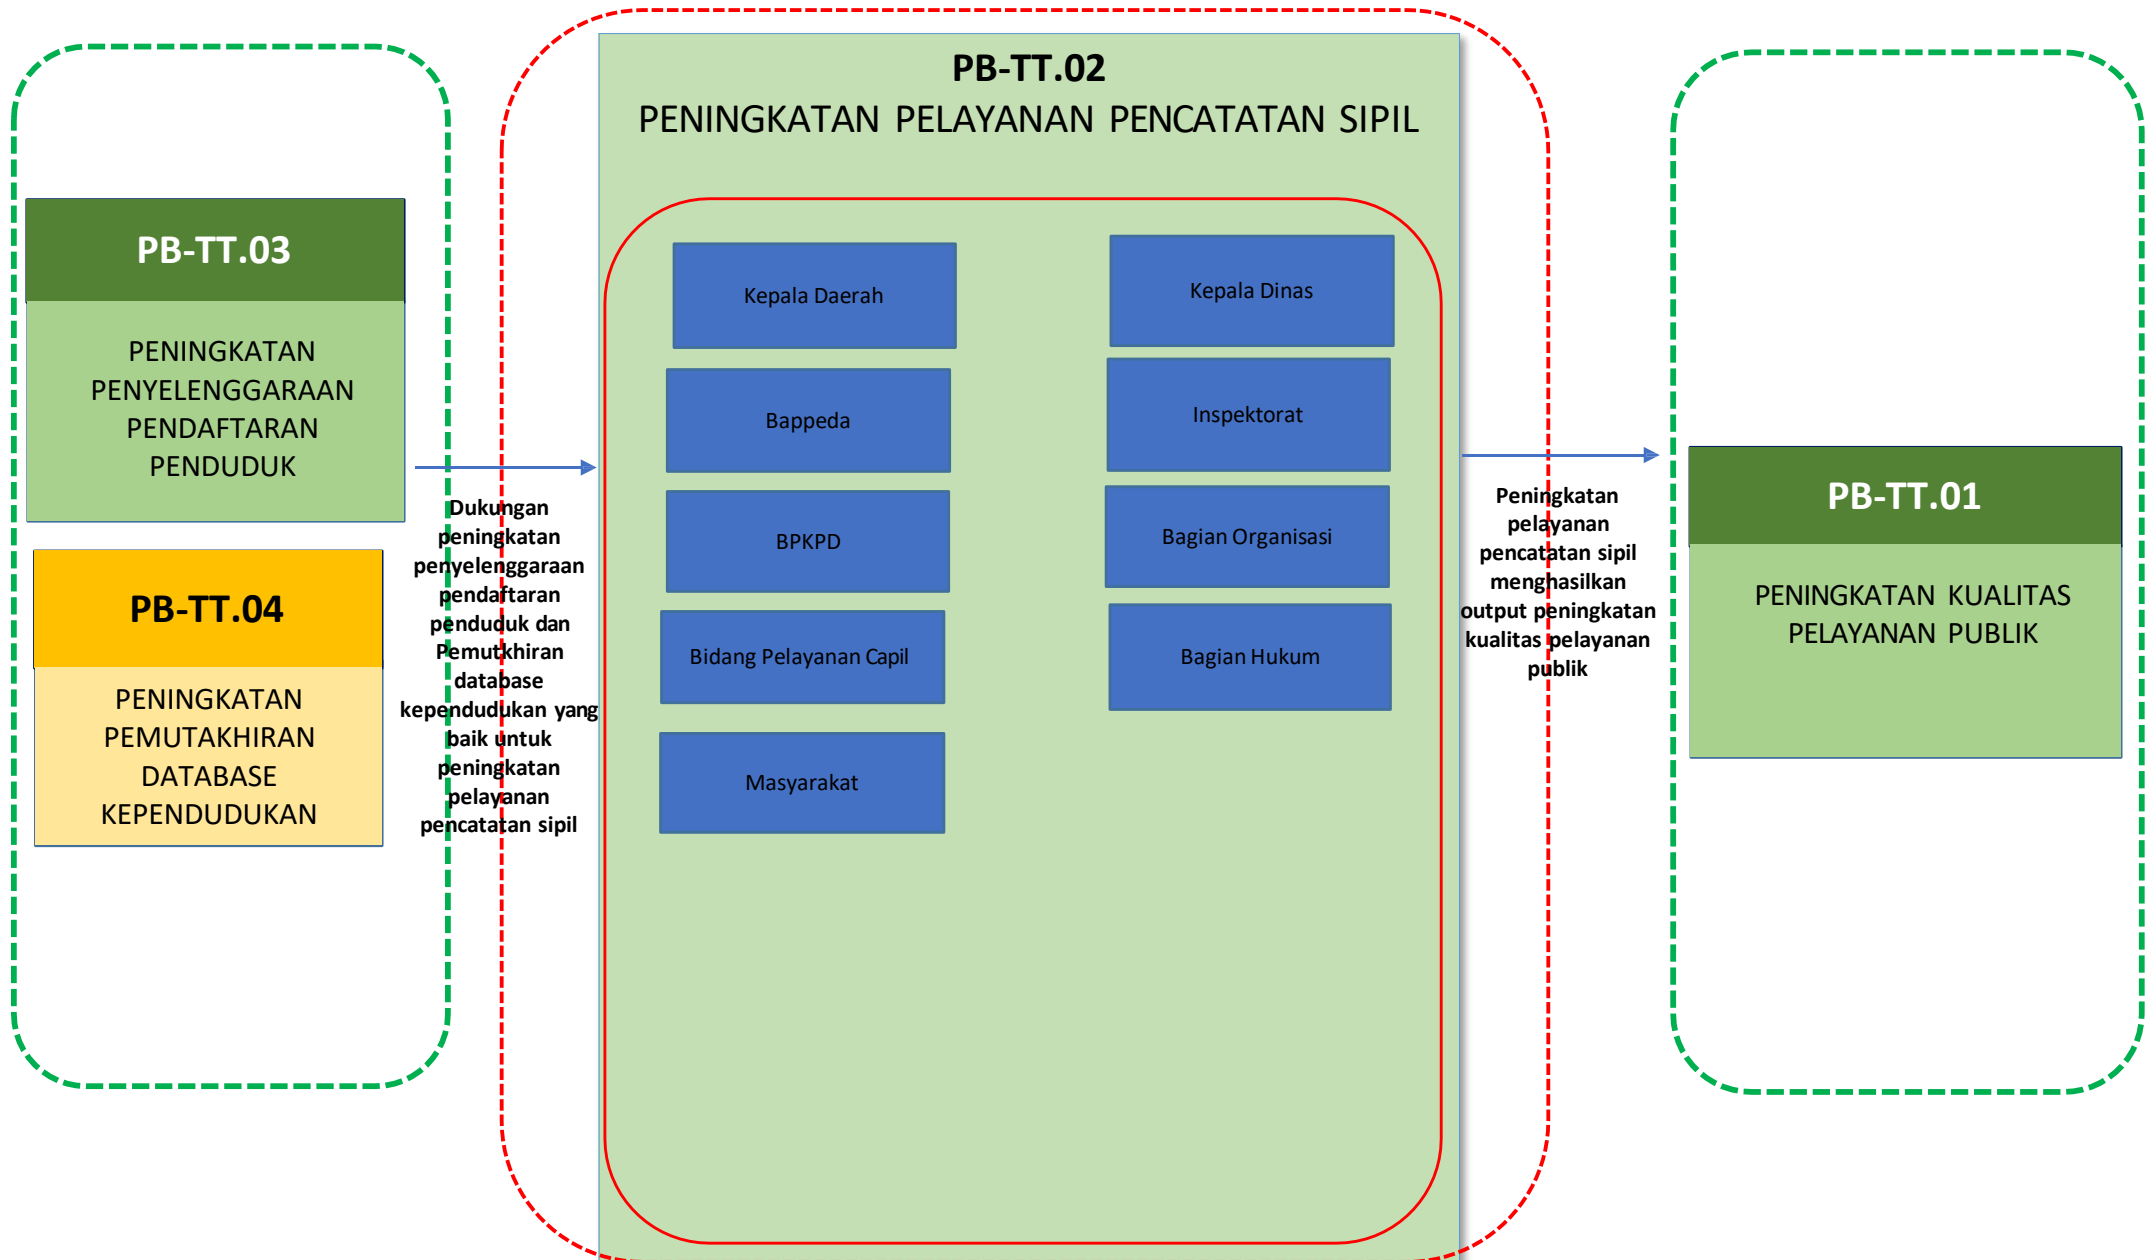 PB-TT.02
PENINGKATAN PELAYANAN PENCATATAN SIPIL
PB-TT.03
PENINGKATAN
PENYELENGGARAAN
PENDAFTARAN
PENDUDUK
PB-TT.04
PENINGKATAN
PEMUTAKHIRAN
DATABASE
KEPENDUDUKAN
Dukungan
peningkatan
penyelenggaraan
pendaftaran
penduduk dan
Pemutkhiran
database
kependudukan yang
baik untuk
peningkatan
pelayanan
pencatatan sipil
Kepala Daerah
Kepala Dinas
Bappeda
Inspektorat
BPKPD
Bagian Organisasi
Bidang Pelayanan Capil
Bagian Hukum
Masyarakat
Peningkatan
pelayanan
pencatatan sipil
menghasilkan
output peningkatan
kualitas pelayanan
publik
PB-TT.01
PENINGKATAN KUALITAS
PELAYANAN PUBLIK